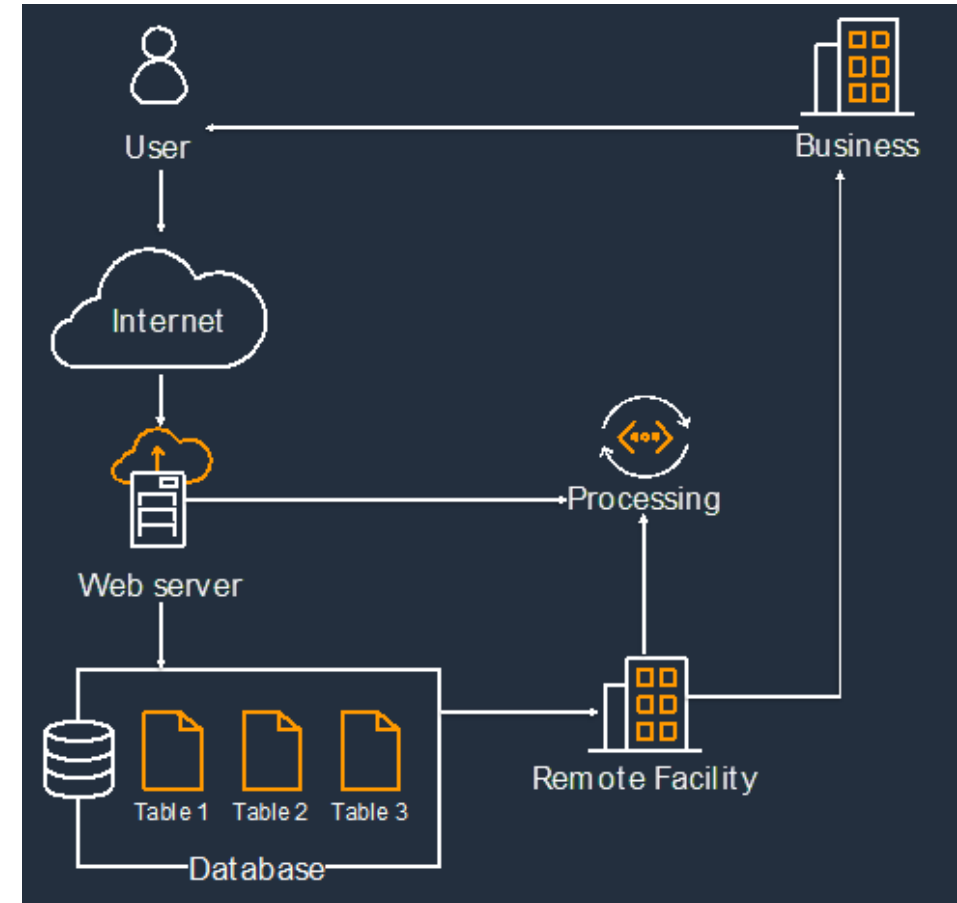 User
Business
Internet
Processing
Web server
Remote Facility
Table 1
Table 2
Table 3
Database